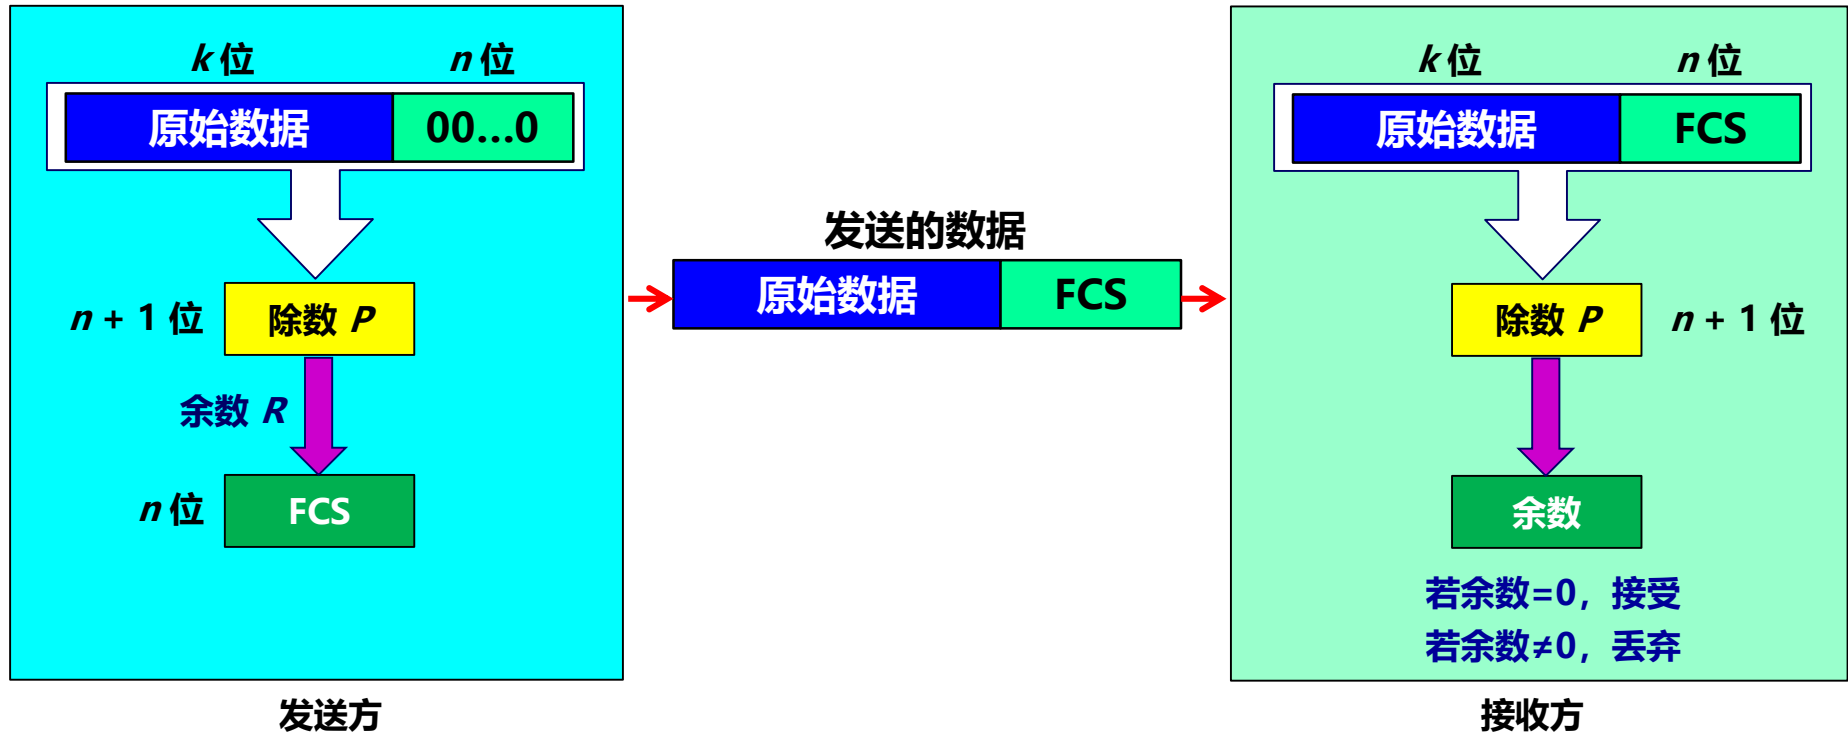 k 位 n 位
原始数据 00...0
n + 1 位 除数 P
余数 R
n 位 FCS
发送方
发送的数据
原始数据 FCS
k 位 n 位
原始数据 FCS
除数 P n + 1 位
余数
若余数=0，接受
若余数≠0，丢弃
接收方